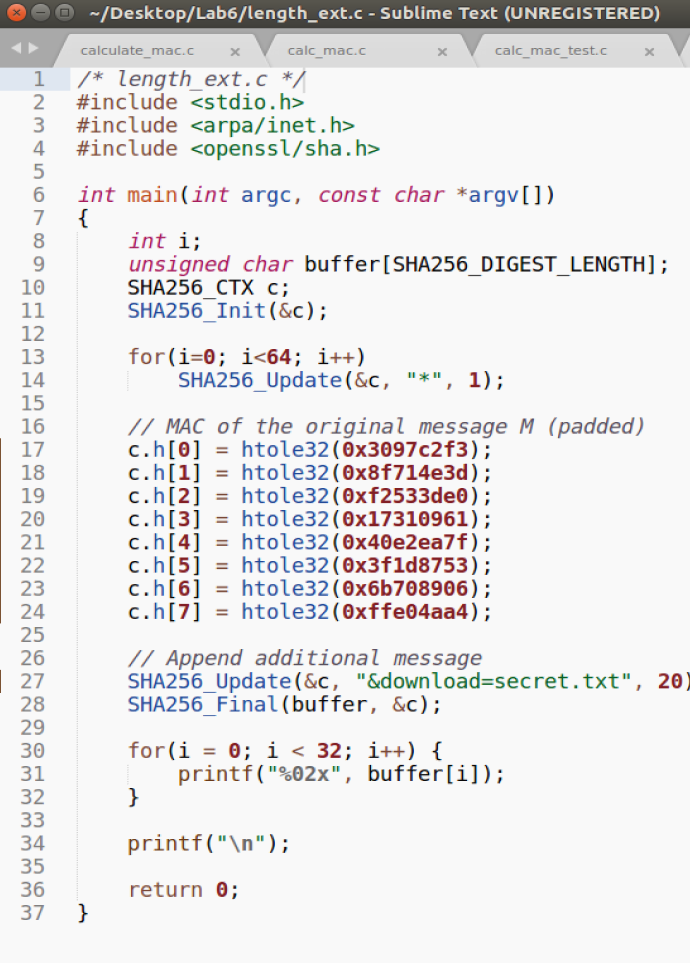 ~/Desktop/Lab6/length_ext.c - Sublime Text (UNREGISTERED)
calculate_mac.c × calc_mac.c × calc_mac_test.c ×
1 /* length_ext.c */
2 #include <stdio.h>
3 #include <arpa/inet.h>
4 #include <openssl/sha.h>
5
6 int main(int argc, const char *argv[])
7 {
8     int i;
9     unsigned char buffer[SHA256_DIGEST_LENGTH];
10     SHA256_CTX c;
11     SHA256_Init(&c);
12
13     for(i=0; i<64; i++)
14         SHA256_Update(&c, "*", 1);
15
16     // MAC of the original message M (padded)
17     c.h[0] = htole32(0x3097c2f3);
18     c.h[1] = htole32(0x8f714e3d);
19     c.h[2] = htole32(0xf2533de0);
20     c.h[3] = htole32(0x17310961);
21     c.h[4] = htole32(0x40e2ea7f);
22     c.h[5] = htole32(0x3f1d8753);
23     c.h[6] = htole32(0x6b708906);
24     c.h[7] = htole32(0xffe04aa4);
25
26     // Append additional message
27     SHA256_Update(&c, "&download=secret.txt", 20)
28     SHA256_Final(buffer, &c);
29
30     for(i = 0; i < 32; i++) {
31         printf("%02x", buffer[i]);
32     }
33
34     printf("\n");
35
36     return 0;
37 }